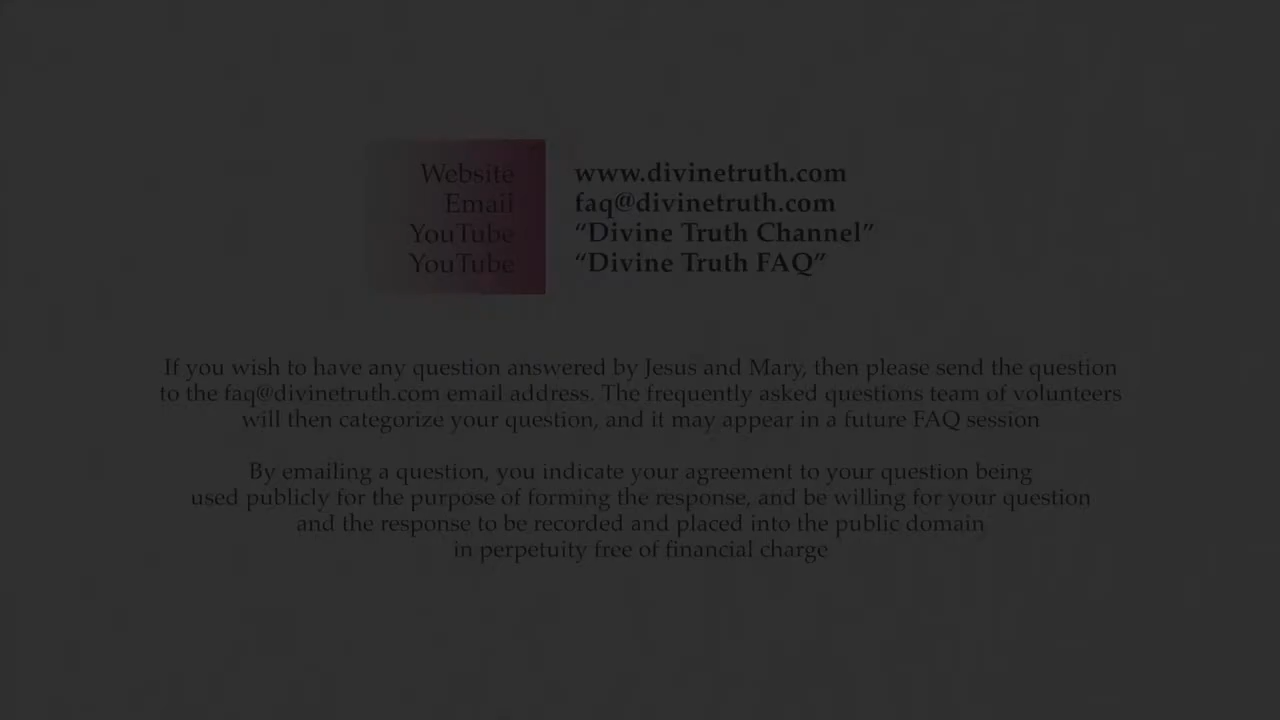 Website www.divinetruth.com
Email faq@divinetruth.com
YouTube “Divine Truth Channel”
YouTube “Divine Truth FAQ”
If you wish to have any question answered by Jesus and Mary, then please send the question
to the faq@divinetruth.com email address. The frequently asked questions team of volunteers
will then categorize your question, and it may appear in a future FAQ session
By emailing a question, you indicate your agreement to your question being
used publicly for the purpose of forming the response, and be willing for your question
and the response to be recorded and placed into the public domain
in perpetuity free of financial charge